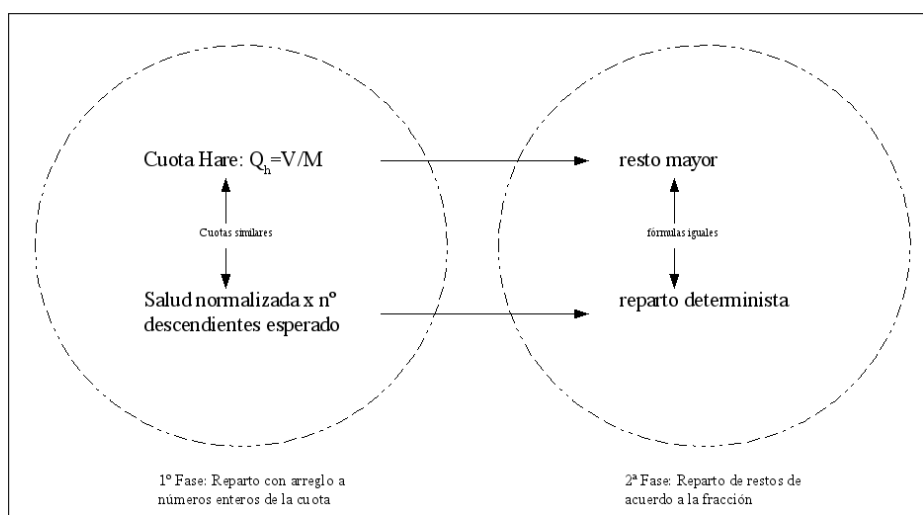 Cuota Hare: Qh=V/M
resto mayor
Cuotas similares
fórmulas iguales
Salud normalizada x nº
descendientes esperado
reparto determinista
1º Fase: Reparto con arreglo a
números enteros de la cuota
2ª Fase: Reparto de restos de
acuerdo a la fracción